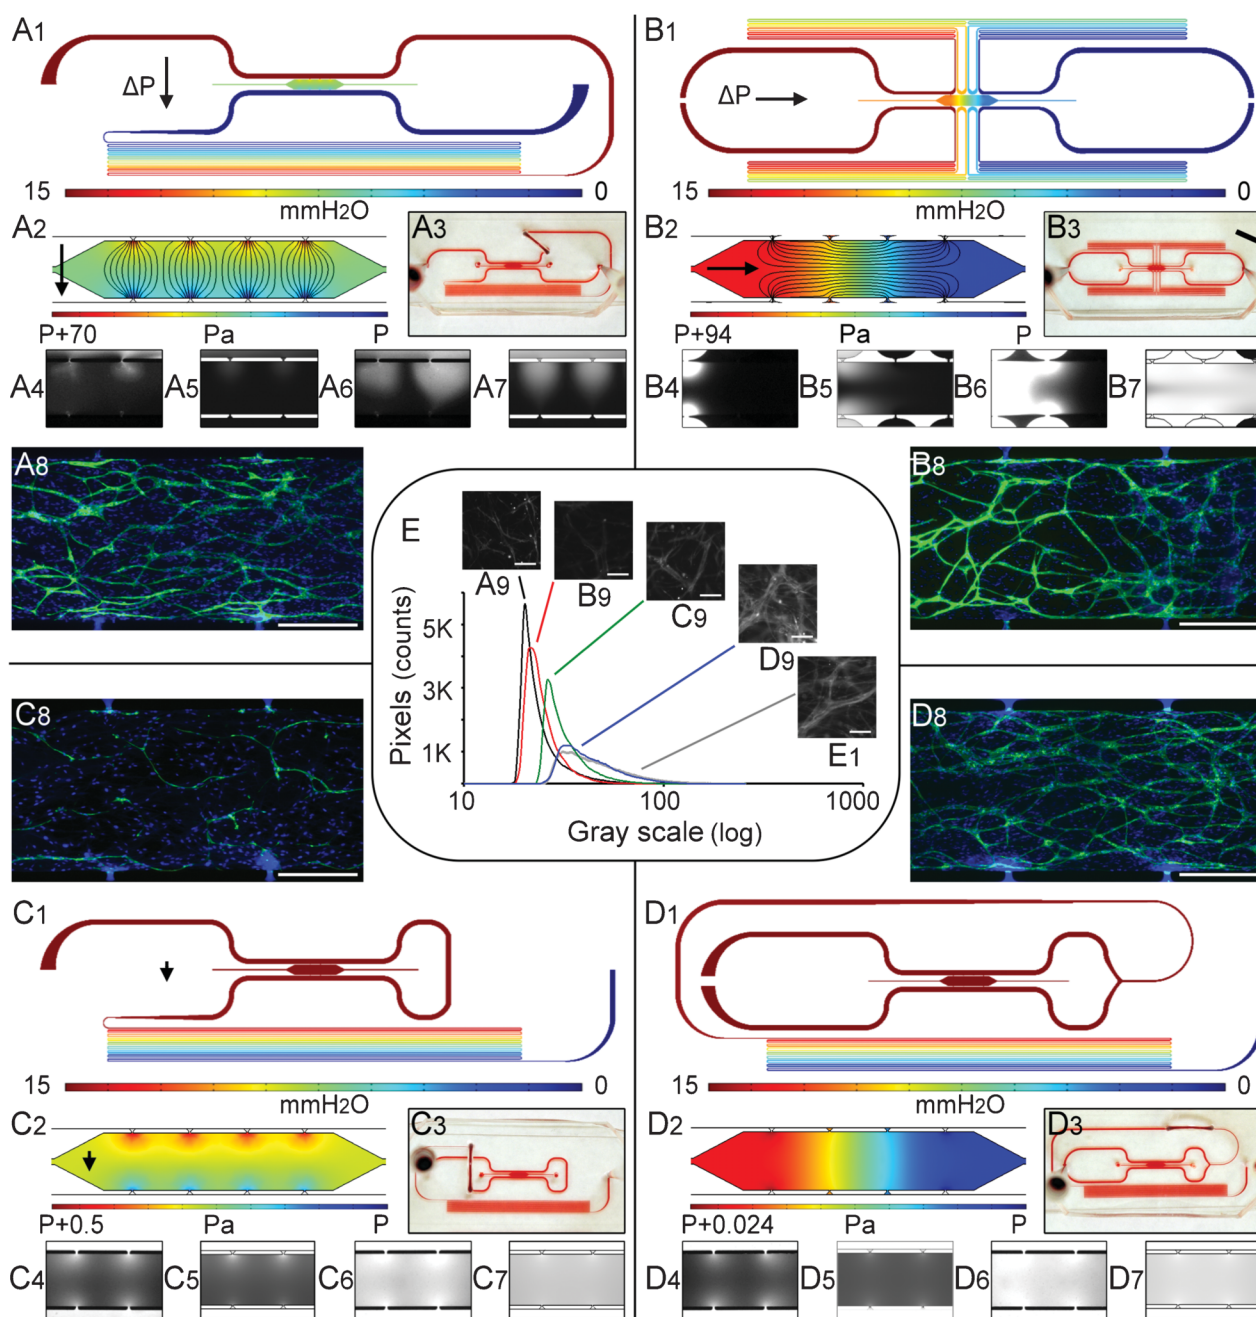 A1
ΔP
15
0
mmH2O
A2
A3
P+70
Pa
P
A4
A5
A6
A7
A8
B1
ΔP
15
0
mmH2O
B2
B3
P+94
Pa
P
B4
B5
B6
B7
B8
E
A9
B9
C9
D9
E1
5K
3K
1K
Pixels (counts)
10
100
1000
Gray scale (log)
C8
C1
15
0
mmH2O
C2
C3
P+0.5
Pa
P
C4
C5
C6
C7
D8
D1
15
0
mmH2O
D2
D3
P+0.024
Pa
P
D4
D5
D6
D7